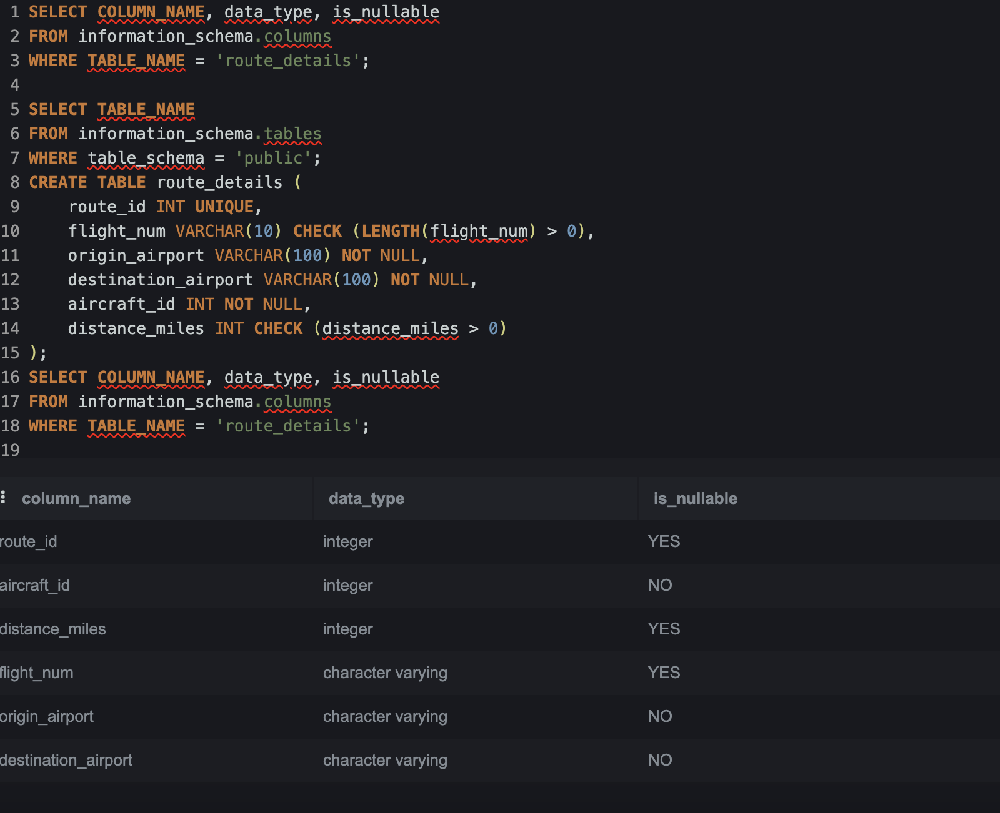 1 SELECT COLUMN_NAME, data_type, is_nullable
2 FROM information_schema.columns
3 WHERE TABLE_NAME = 'route_details';
4
5 SELECT TABLE_NAME
6 FROM information_schema.tables
7 WHERE table_schema = 'public';
8 CREATE TABLE route_details (
9     route_id INT UNIQUE,
10     flight_num VARCHAR(10) CHECK (LENGTH(flight_num) > 0),
11     origin_airport VARCHAR(100) NOT NULL,
12     destination_airport VARCHAR(100) NOT NULL,
13     aircraft_id INT NOT NULL,
14     distance_miles INT CHECK (distance_miles > 0)
15 );
16 SELECT COLUMN_NAME, data_type, is_nullable
17 FROM information_schema.columns
18 WHERE TABLE_NAME = 'route_details';
19
column_name data_type is_nullable
route_id integer YES
aircraft_id integer NO
distance_miles integer YES
flight_num character varying YES
origin_airport character varying NO
destination_airport character varying NO